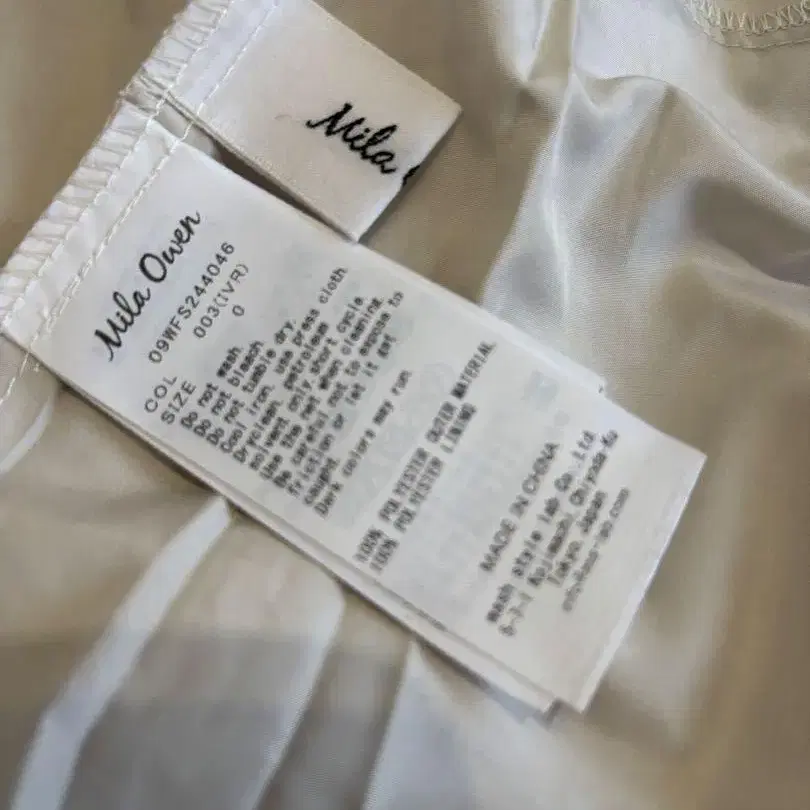 Mila
Mila Owen
09WFS244046
COL 003(IVR)
SIZE 0
Do not wash.
Do not bleach
Do not tumble dry.
Cool iron, use press cloth
Dryclean, petroleum
solvent only,short cycle
Use the net when cleaning.
Be careful not to expose to
friction or let it get
caught
Dark colors may run
100% POLYESTER OUTER MATERIAL
100% POLYESTER LINING
MADE IN CHINA
mash style lab Co.,Ltd.
Kojimachi, Chiyoda-Ku
Tokyo, Japan